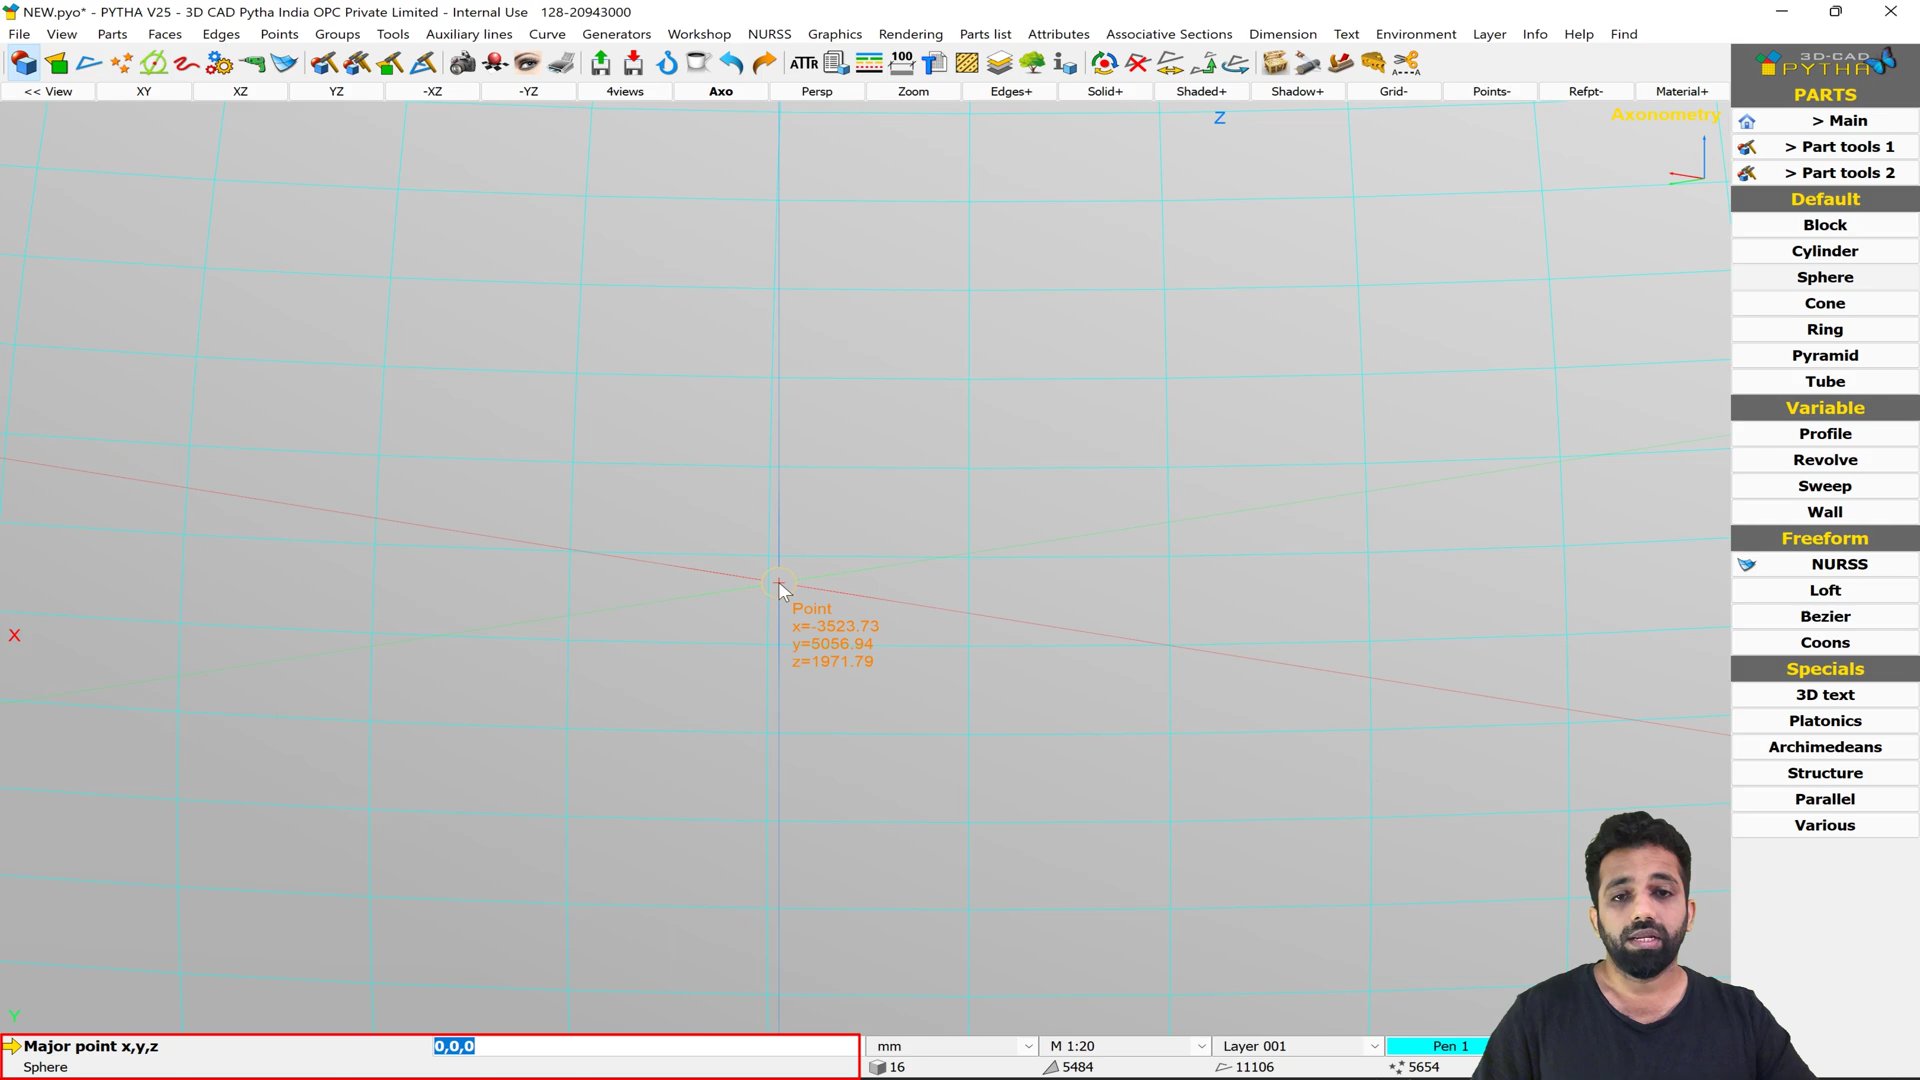 NEW.pyo* - PYTHA V25 - 3D CAD Pytha India OPC Private Limited - Internal Use 128-20943000
File View Parts Faces Edges Points Groups Tools Auxiliary lines Curve Generators Workshop NURSS Graphics Rendering Parts list Attributes Associative Sections Dimension Text Environment Layer Info Help Find
ATTR 100
3D-CAD
PYTHA
<< View XY XZ YZ -XZ -YZ 4views Axo Persp Zoom Edges+ Solid+ Shaded+ Shadow+ Grid- Points- Refpt- Material+
PARTS
Z
Axonometry
> Main
> Part tools 1
> Part tools 2
Default
Block
Cylinder
Sphere
Cone
Ring
Pyramid
Tube
Variable
Profile
Revolve
Sweep
Wall
Freeform
NURSS
Loft
Bezier
Coons
Specials
3D text
Platonics
Archimedeans
Structure
Parallel
Various
Point
x=-3523.73
y=5056.94
z=1971.79
X
Y
Major point x,y,z 0,0,0
Sphere
mm M 1:20 Layer 001 Pen 1
16 5484 11106 5654